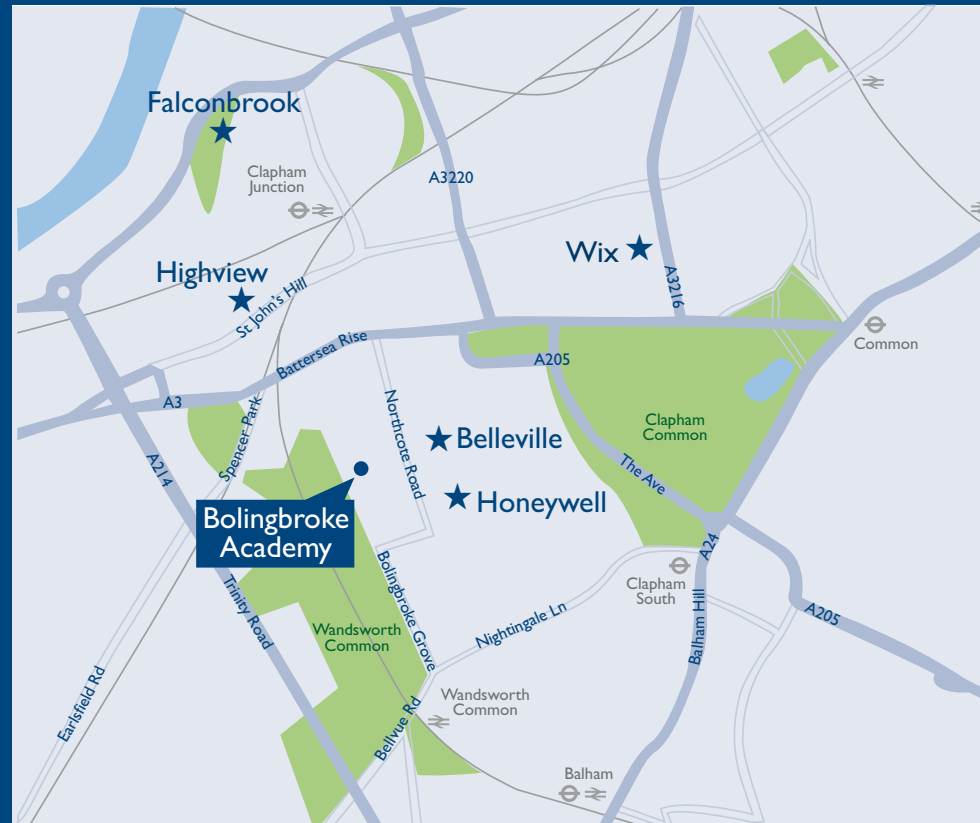 Falconbrook
Clapham
Junction
A3220
Wix
Highview
A3216
St John's Hill
Battersea Rise
Common
A205
A3
Northcote Road
Spencer Park
Clapham
Common
Belleville
A214
The Ave
Honeywell
Bolingbroke
Academy
A24
Bolingbroke Grove
Clapham
South
Trinity Road
Nightingale Ln
A205
Balham Hill
Wandsworth
Common
Earlsfield Rd
Wandsworth
Common
Bellvue Rd
Balham